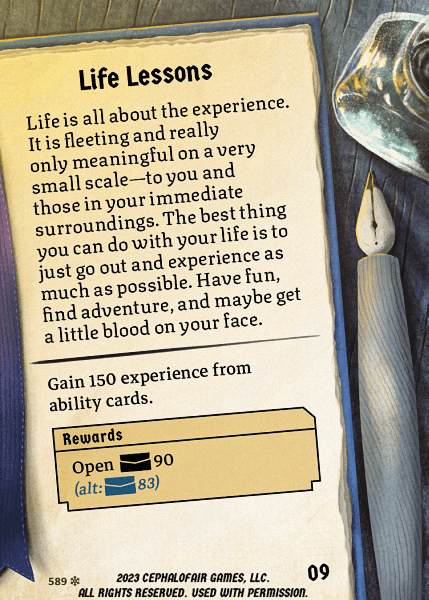 Life Lessons
Life is all about the experience.
It is fleeting and really
only meaningful on a very
small scale—to you and
those in your immediate
surroundings. The best thing
you can do with your life is to
just go out and experience as
much as possible. Have fun,
find adventure, and maybe get
a little blood on your face.
Gain 150 experience from
ability cards.
Rewards
Open 90
(alt: 83)
589
2023 CEPHALOFAIR GAMES, LLC.
ALL RIGHTS RESERVED. USED WITH PERMISSION.
09